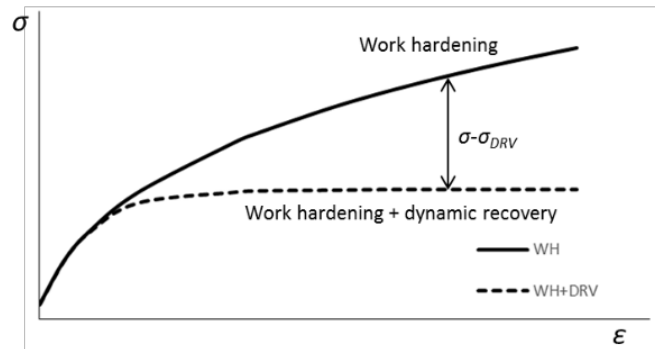 σ
Work hardening
σ-σDRV
Work hardening + dynamic recovery
WH
WH+DRV
ε